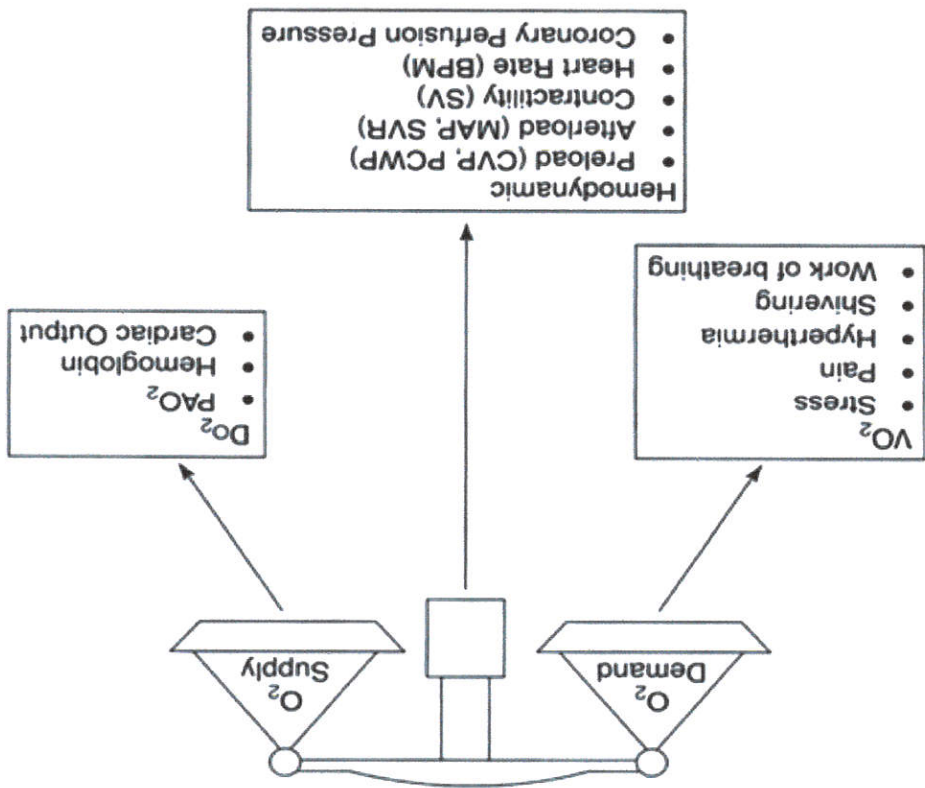 O₂
Demand
O₂
Supply
VO₂
• Stress
• Pain
• Hyperthermia
• Shivering
• Work of breathing
Do₂
• PAO₂
• Hemoglobin
• Cardiac Output
Hemodynamic
• Preload (CVP, PCWP)
• Afterload (MAP, SVR)
• Contractility (SV)
• Heart Rate (BPM)
• Coronary Perfusion Pressure